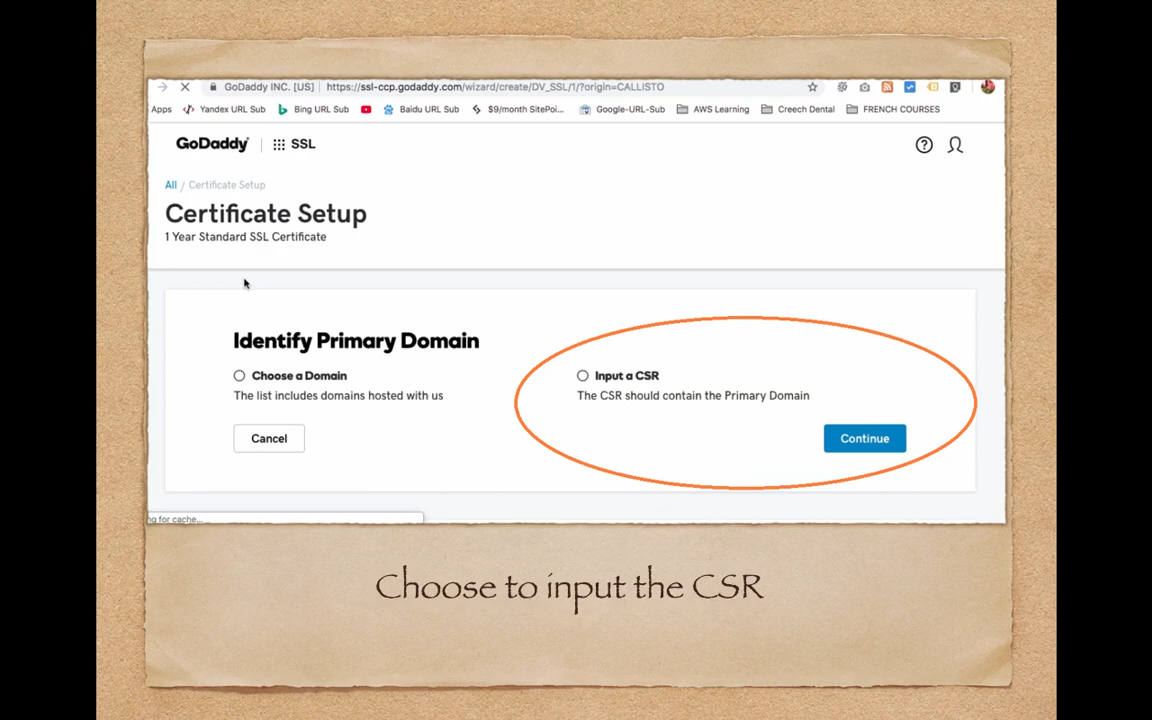 GoDaddy INC. [US] | https://ssl-ccp.godaddy.com/wizard/create/DV_SSL/1/?origin=CALLISTO
Apps Yandex URL Sub Bing URL Sub Baidu URL Sub $9/month SitePoi... Google-URL-Sub AWS Learning Creech Dental FRENCH COURSES
GoDaddy SSL
All / Certificate Setup
Certificate Setup
1 Year Standard SSL Certificate
Identify Primary Domain
Choose a Domain Input a CSR
The list includes domains hosted with us The CSR should contain the Primary Domain
Cancel Continue
ng for cache...
Choose to input the CSR